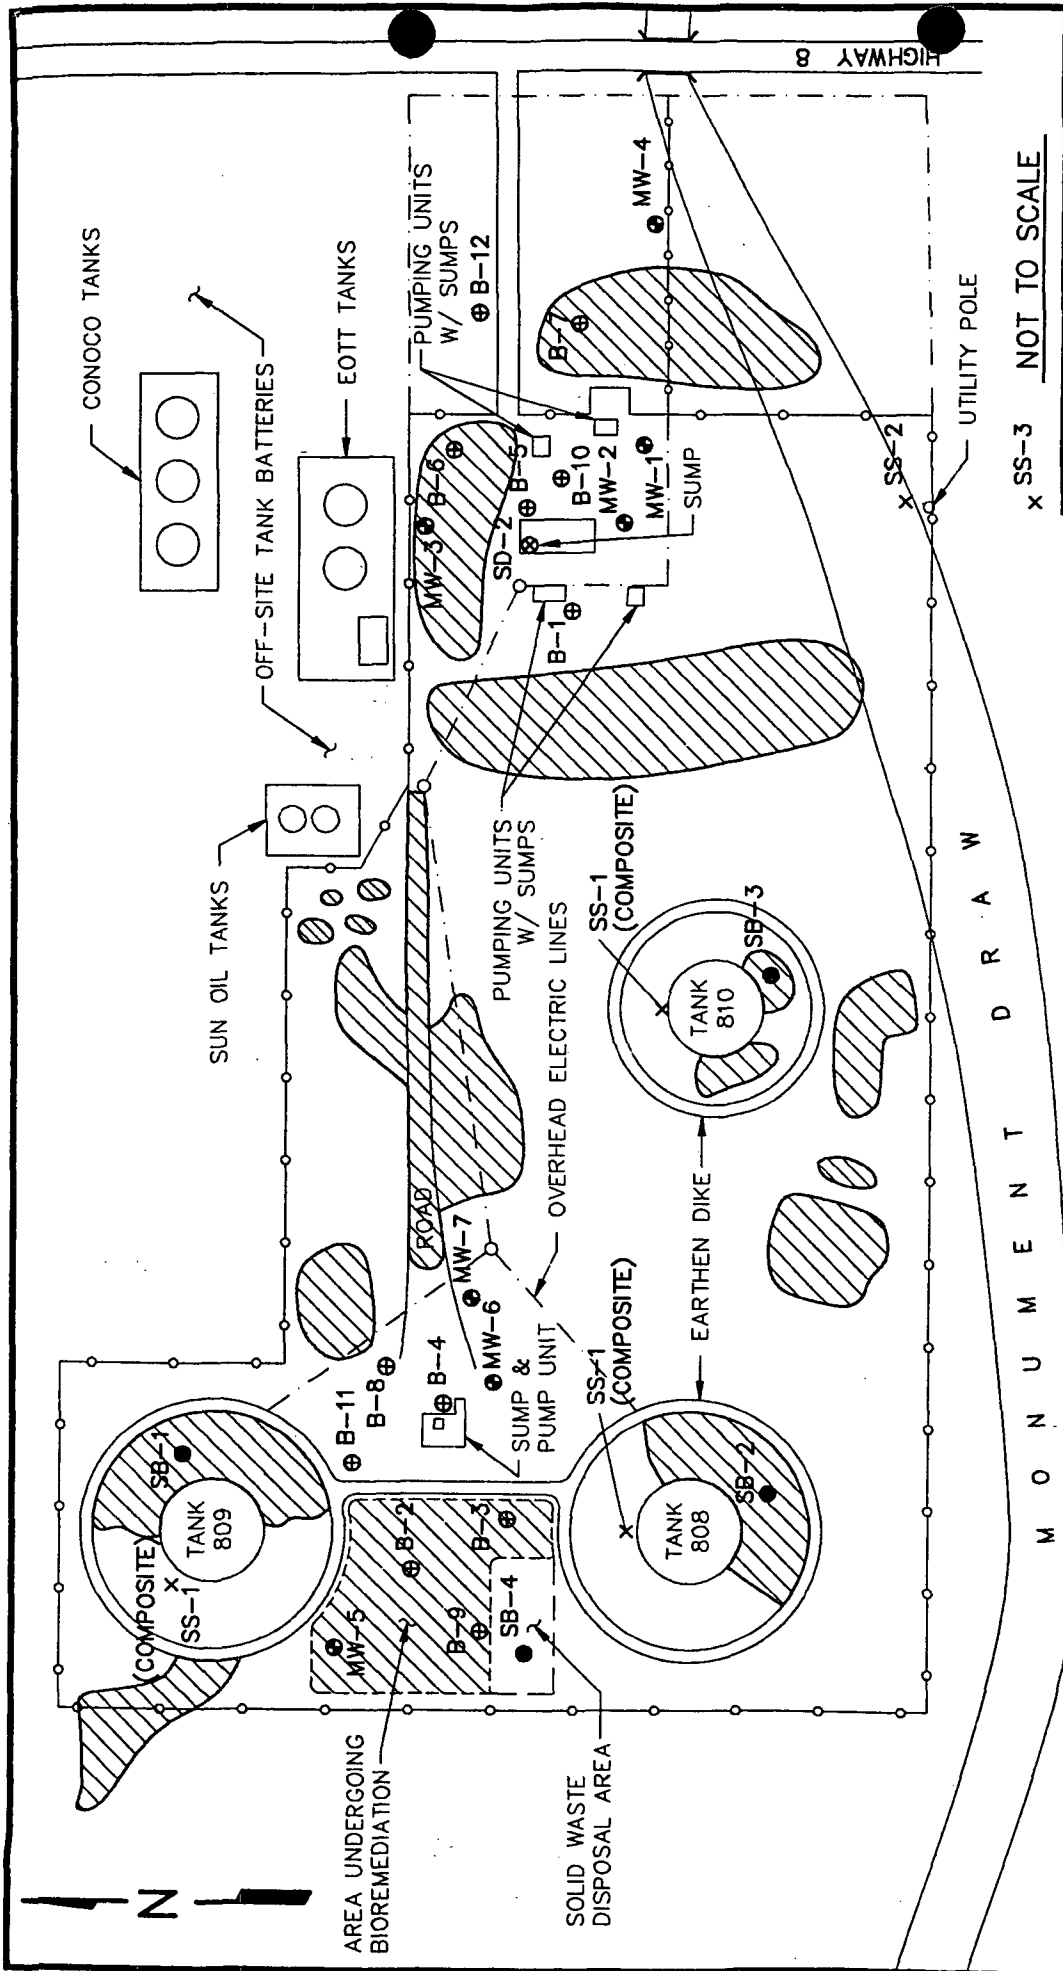 CONOCO TANKS
OFF-SITE TANK BATTERIES
EOTT TANKS
PUMPING UNITS
W/ SUMPS
B-12
HIGHWAY 8
SUN OIL TANKS
MW-3
B-6
B-5
SD-2
B-10
MW-2
MW-1
SUMP
B-7
MW-4
B-1
PUMPING UNITS
W/ SUMPS
OVERHEAD ELECTRIC LINES
ROAD
MW-7
MW-6
B-8
B-11
B-4
SUMP &
PUMP UNIT
SB-1
TANK
809
(COMPOSITE)
SS-1
B-2
B-3
MW-5
B-9
SB-4
AREA UNDERGOING
BIOREMEDIATION
SOLID WASTE
DISPOSAL AREA
N
SS-1
(COMPOSITE)
TANK
808
SB-2
EARTHEN DIKE
SS-1
(COMPOSITE)
TANK
810
SB-3
SS-2
UTILITY POLE
SS-3
NOT TO SCALE
MONUMENT DRAW